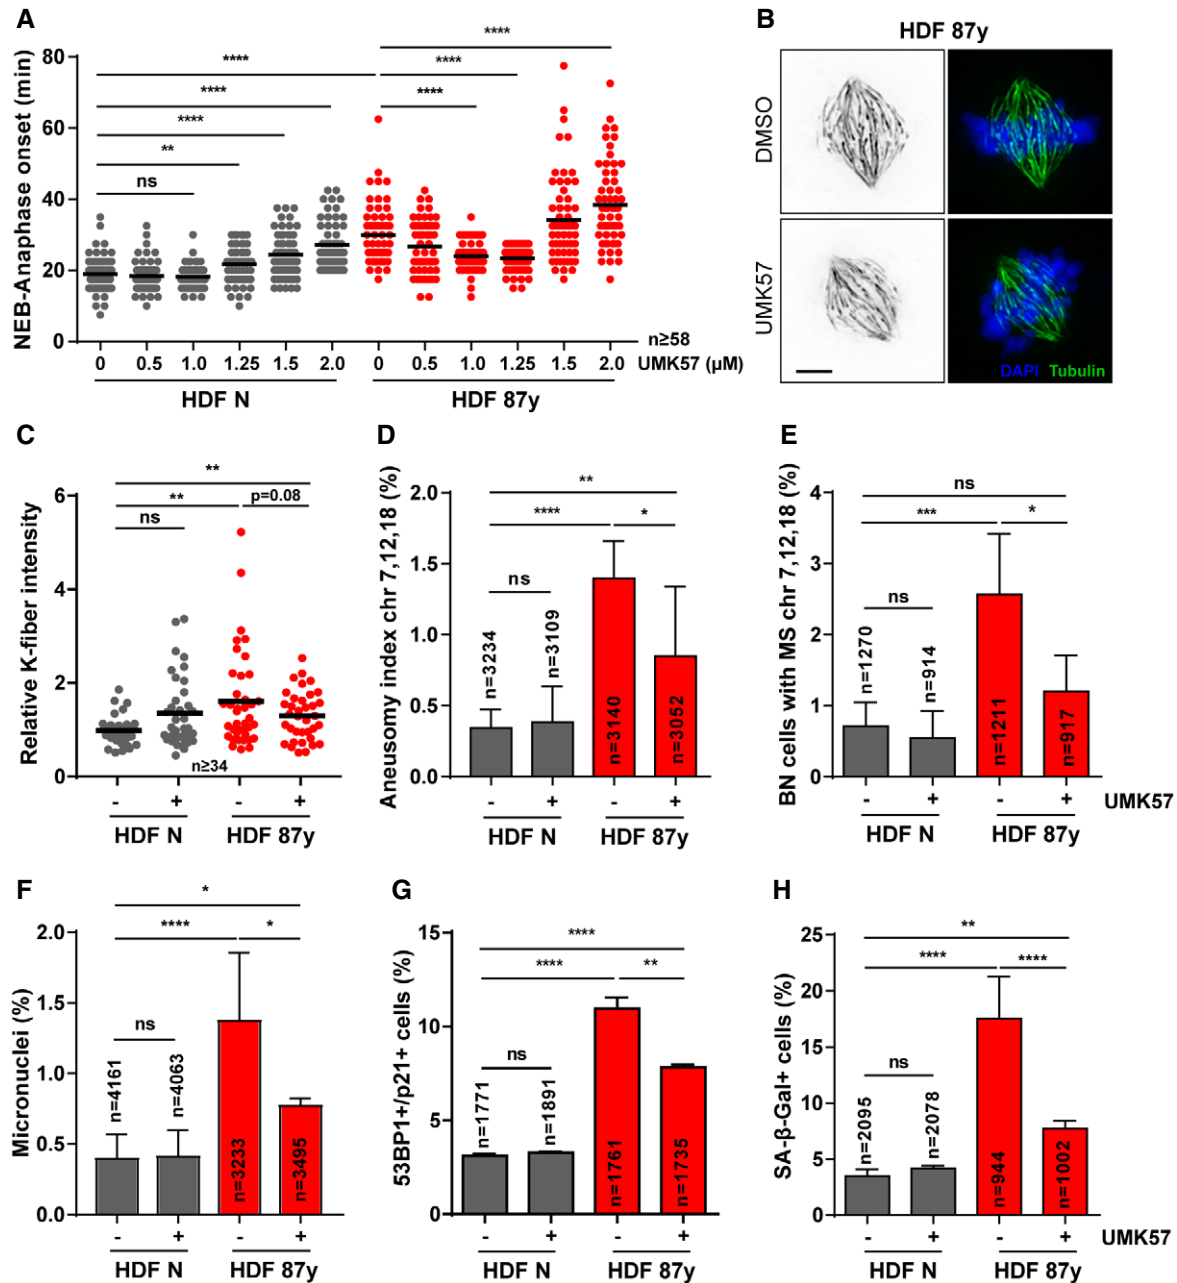 A
NEB-Anaphase onset (min)
80
60
40
20
0
****
****
****
**
ns
****
****
****
n≥58
0 0.5 1.0 1.25 1.5 2.0 0 0.5 1.0 1.25 1.5 2.0 UMK57 (μM)
HDF N HDF 87y
B
HDF 87y
DMSO
UMK57
DAPI Tubulin
C
Relative K-fiber intensity
6
4
2
0
**
** p=0.08
ns
n≥34
- + - +
HDF N HDF 87y
D
Aneusomy index chr 7,12,18 (%)
2.0
1.5
1.0
0.5
0.0
**
**** *
ns
n=3234
n=3109
n=3140
n=3052
- + - +
HDF N HDF 87y
E
BN cells with MS chr 7,12,18 (%)
4
3
2
1
0
ns
*** *
ns
n=1270
n=914
n=1211
n=917
- + - + UMK57
HDF N HDF 87y
F
Micronuclei (%)
2.0
1.5
1.0
0.5
0.0
*
**** *
ns
n=4161
n=4063
n=3233
n=3495
- + - +
HDF N HDF 87y
G
53BP1+/p21+ cells (%)
15
10
5
0
****
**** **
ns
n=1771
n=1891
n=1761
n=1735
- + - +
HDF N HDF 87y
H
SA-β-Gal+ cells (%)
25
20
15
10
5
0
**
**** ****
ns
n=2095
n=2078
n=944
n=1002
- + - + UMK57
HDF N HDF 87y